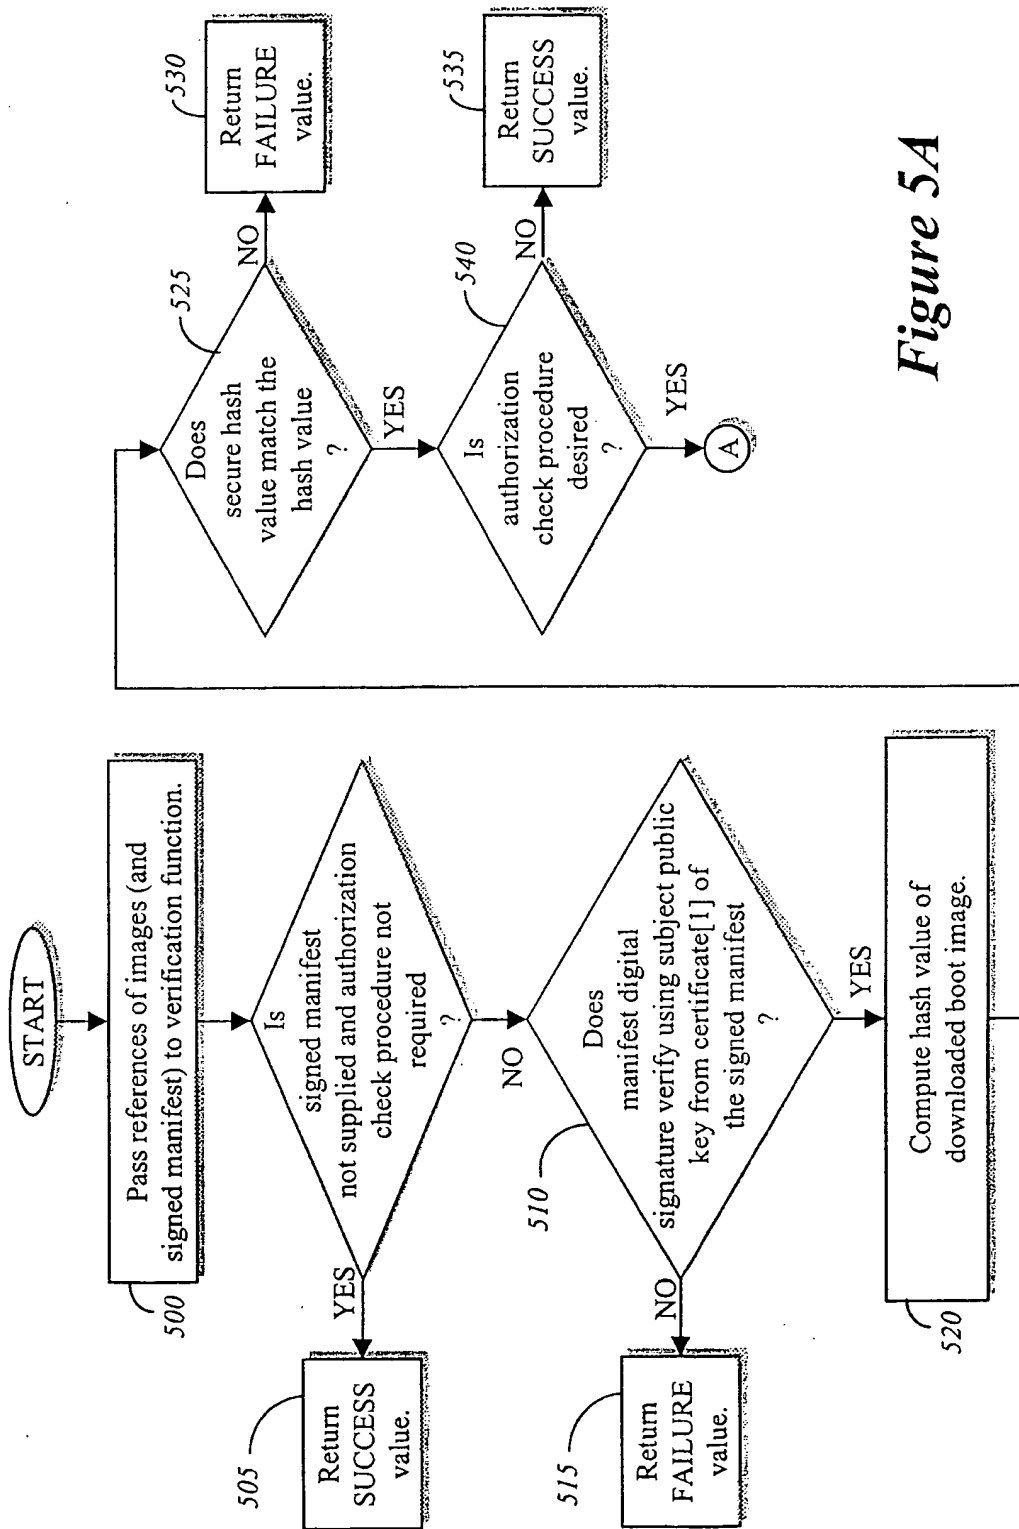 START
Pass references of images (and
signed manifest) to verification function.
500
Is
signed manifest
not supplied and authorization
check procedure not
required
?
YES
NO
Return
SUCCESS
value.
505
Does
manifest digital
signature verify using subject public
key from certificate[1] of
the signed manifest
?
510
NO
YES
Return
FAILURE
value.
515
Compute hash value of
downloaded boot image.
520
Does
secure hash
value match the
hash value
?
525
NO
YES
Return
FAILURE
value.
530
Is
authorization
check procedure
desired
?
540
NO
YES
Return
SUCCESS
value.
535
A
Figure 5A